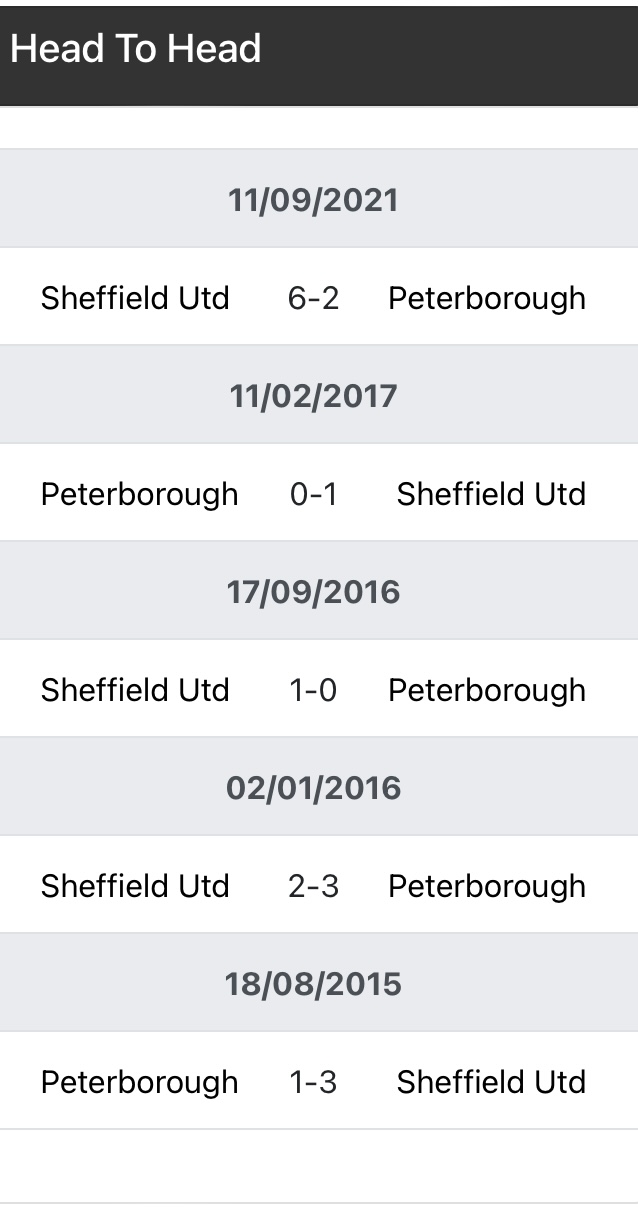 Head To Head
11/09/2021
Sheffield Utd 6-2 Peterborough
11/02/2017
Peterborough 0-1 Sheffield Utd
17/09/2016
Sheffield Utd 1-0 Peterborough
02/01/2016
Sheffield Utd 2-3 Peterborough
18/08/2015
Peterborough 1-3 Sheffield Utd